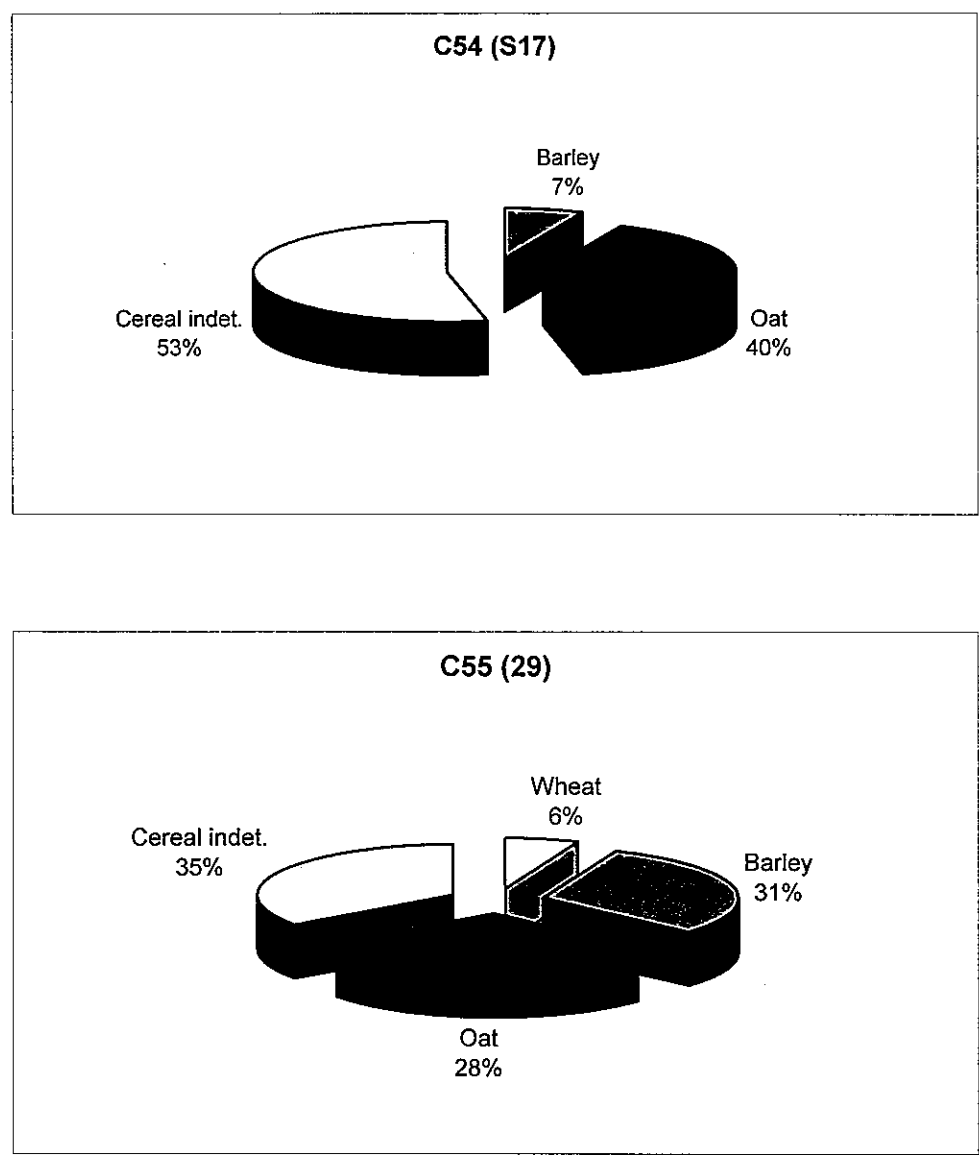 C54 (S17)
Barley
7%
Cereal indet.
53%
Oat
40%
C55 (29)
Wheat
6%
Cereal indet.
35%
Barley
31%
Oat
28%